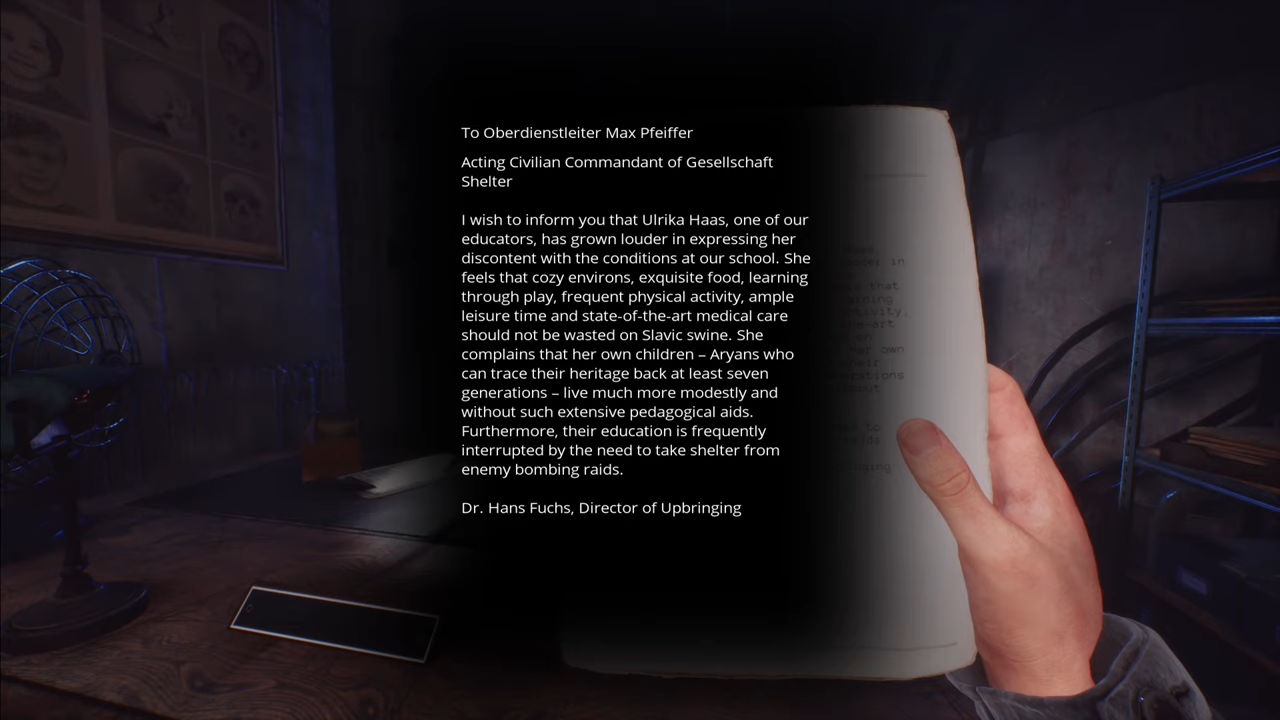 To Oberdienstleiter Max Pfeiffer
Acting Civilian Commandant of Gesellschaft
Shelter
I wish to inform you that Ulrika Haas, one of our
educators, has grown louder in expressing her
discontent with the conditions at our school. She
feels that cozy environs, exquisite food, learning
through play, frequent physical activity, ample
leisure time and state-of-the-art medical care
should not be wasted on Slavic swine. She
complains that her own children – Aryans who
can trace their heritage back at least seven
generations – live much more modestly and
without such extensive pedagogical aids.
Furthermore, their education is frequently
interrupted by the need to take shelter from
enemy bombing raids.
Dr. Hans Fuchs, Director of Upbringing